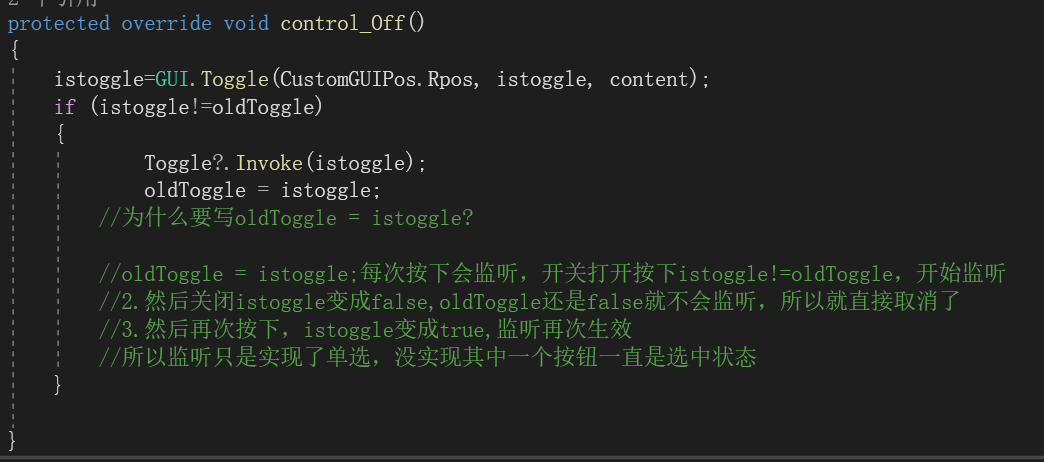 2 个引用
protected override void control_Off()
{
istoggle=GUI.Toggle(CustomGUIPos.Rpos, istoggle, content);
if (istoggle!=oldToggle)
{
Toggle?.Invoke(istoggle);
oldToggle = istoggle;
//为什么要写oldToggle = istoggle?
//oldToggle = istoggle;每次按下会监听，开关打开按下istoggle!=oldToggle，开始监听
//2.然后关闭istoggle变成false,oldToggle还是false就不会监听，所以就直接取消了
//3.然后再次按下，istoggle变成true,监听再次生效
//所以监听只是实现了单选，没实现其中一个按钮一直是选中状态
}
}